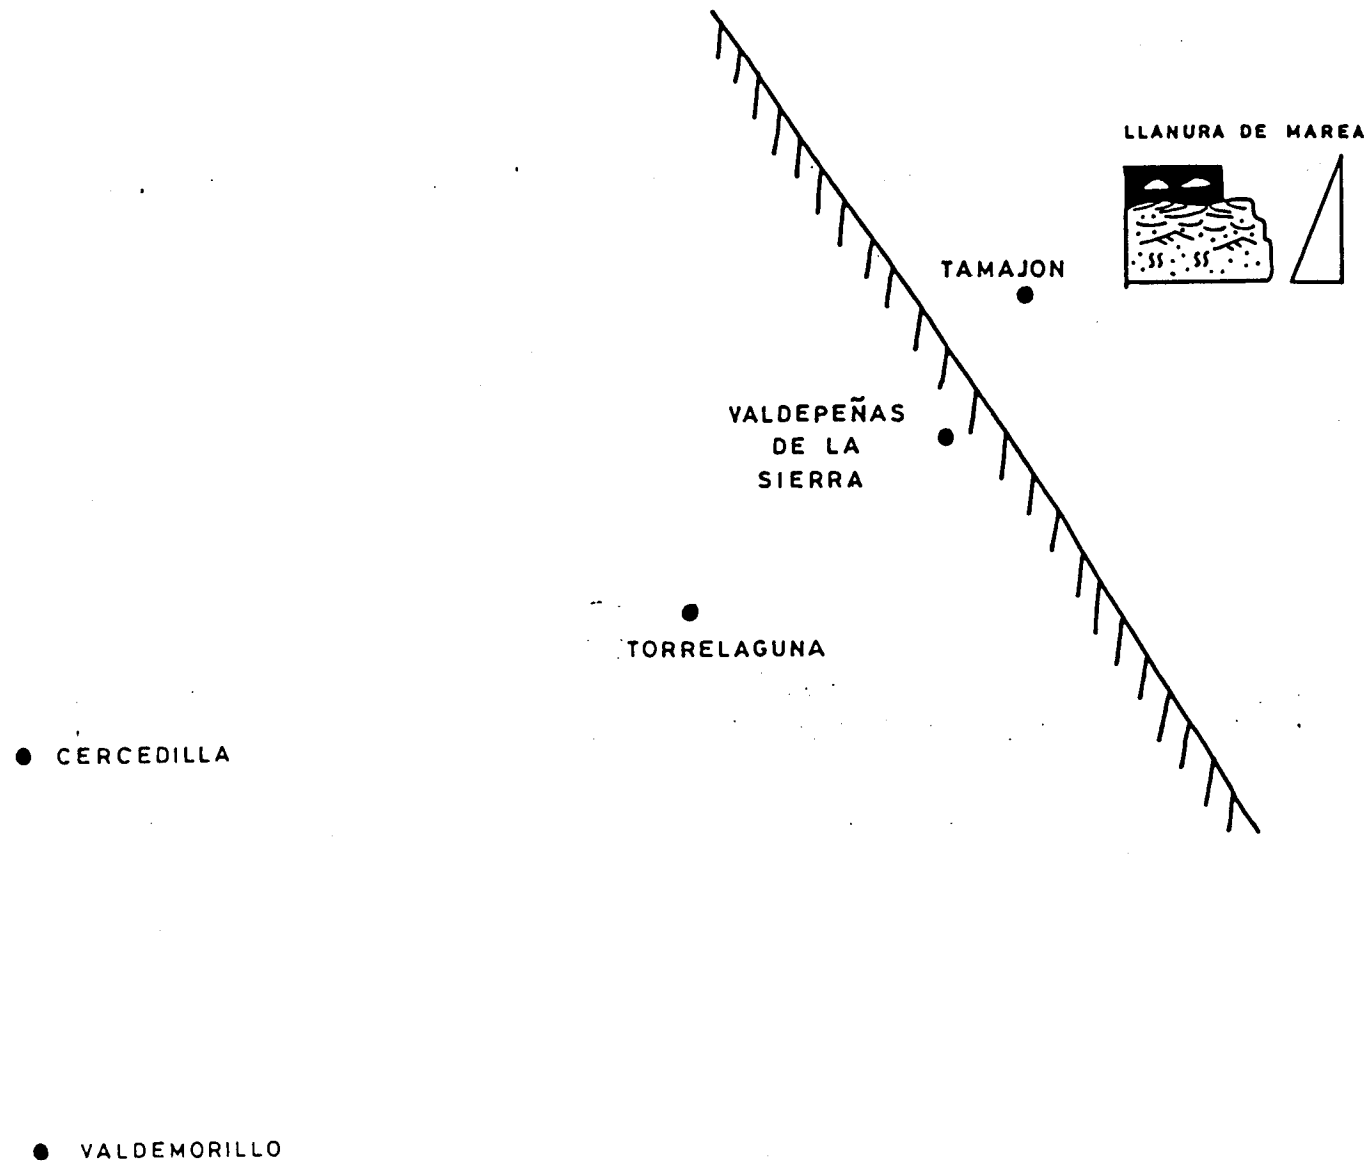 LLANURA DE MAREA
TAMAJON
VALDEPEÑAS
DE LA
SIERRA
TORRELAGUNA
CERCEDILLA
VALDEMORILLO